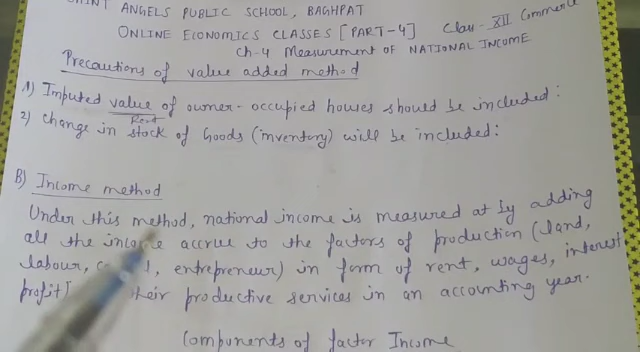 ANGELS PUBLIC SCHOOL, BAGHPAT
ONLINE ECONOMICS CLASSES [PART-4] Class-XII Commerce
Ch-4 Measurement OF NATIONAL INCOME
Precautions of value added method
1) Imputed value of owner-occupied houses should be included:
Rent
2) Change in stock of Goods (inventory) will be included:
B) Income method
Under this method, national income is measured at by adding
all the income accrue to the factors of production (land,
labour, entrepreneur) in form of rent, wages, interest
profit their productive services in an accounting year.
Components of factor Income